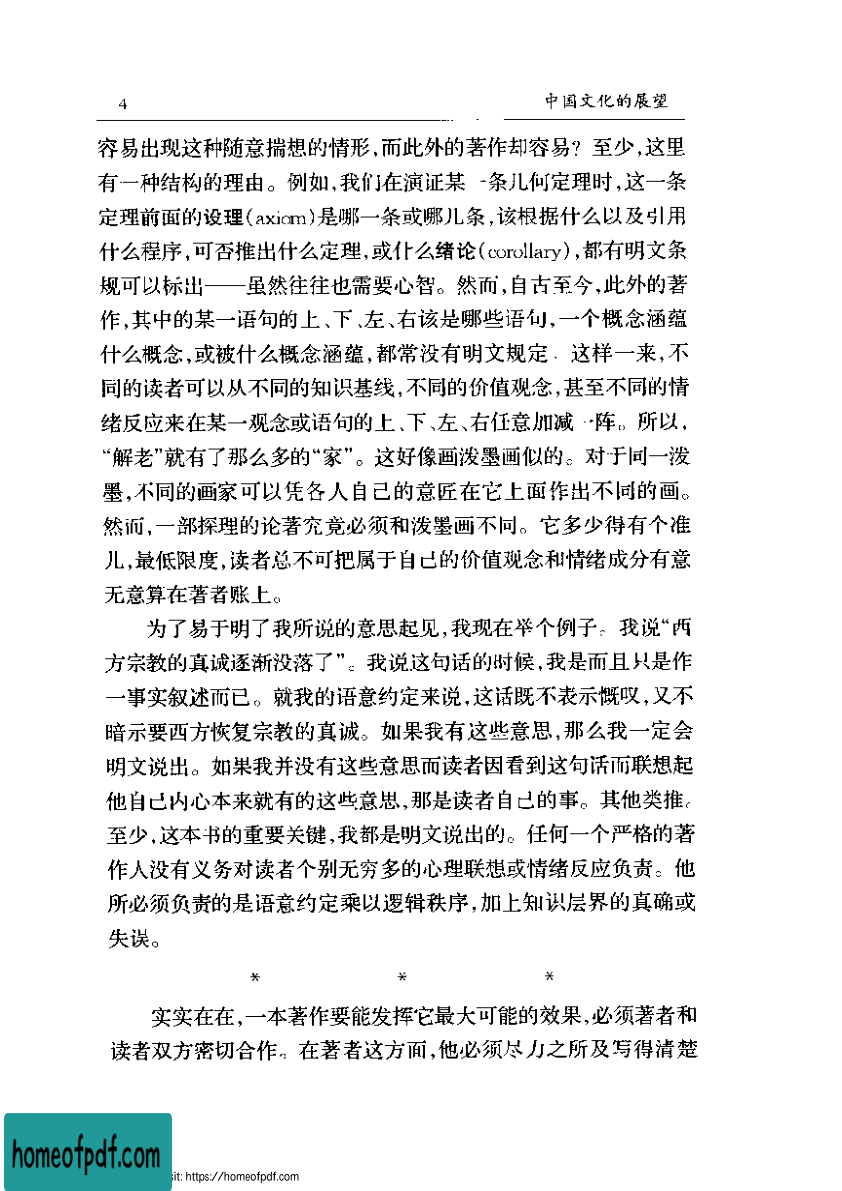 4
中国文化的展望
容易出现这种随意揣想的情形,而此外的著作却容易？至少,这里
有一种结构的理由。例如,我们在演证某一条几何定理时,这一条
定理前面的设理(axiom)是哪一条或哪几条,该根据什么以及引用
什么程序,可否推出什么定理,或什么绪论(corollary),都有明文条
规可以标出——虽然往往也需要心智。然而,自古至今,此外的著
作,其中的某一语句的上、下、左、右该是哪些语句,一个概念涵蕴
什么概念,或被什么概念涵蕴,都常没有明文规定。这样一来,不
同的读者可以从不同的知识基线,不同的价值观念,甚至不同的情
绪反应来在某一观念或语句的上、下、左、右任意加减一阵。所以,
“解老”就有了那么多的“家”。这好像画泼墨画似的。对于同一泼
墨,不同的画家可以凭各人自己的意匠在它上面作出不同的画。
然而,一部探理的论著究竟必须和泼墨画不同。它多少得有个准
儿,最低限度,读者总不可把属于自己的价值观念和情绪成分有意
无意算在著者账上。
为了易于明了我所说的意思起见,我现在举个例子。我说“西
方宗教的真诚逐渐没落了”。我说这句话的时候,我是而且只是作
一事实叙述而已。就我的语意约定来说,这话既不表示慨叹,又不
暗示要西方恢复宗教的真诚。如果我有这些意思,那么我一定会
明文说出。如果我并没有这些意思而读者因看到这句话而联想起
他自己内心本来就有的这些意思,那是读者自己的事。其他类推。
至少,这本书的重要关键,我都是明文说出的。任何一个严格的著
作人没有义务对读者个别无穷多的心理联想或情绪反应负责。他
所必须负责的是语意约定乘以逻辑秩序,加上知识层界的真确或
失误。
* * *
实实在在,一本著作要能发挥它最大可能的效果,必须著者和
读者双方密切合作。在著者这方面,他必须尽力之所及写得清楚
homeofpdf.com
sit: https://homeofpdf.com